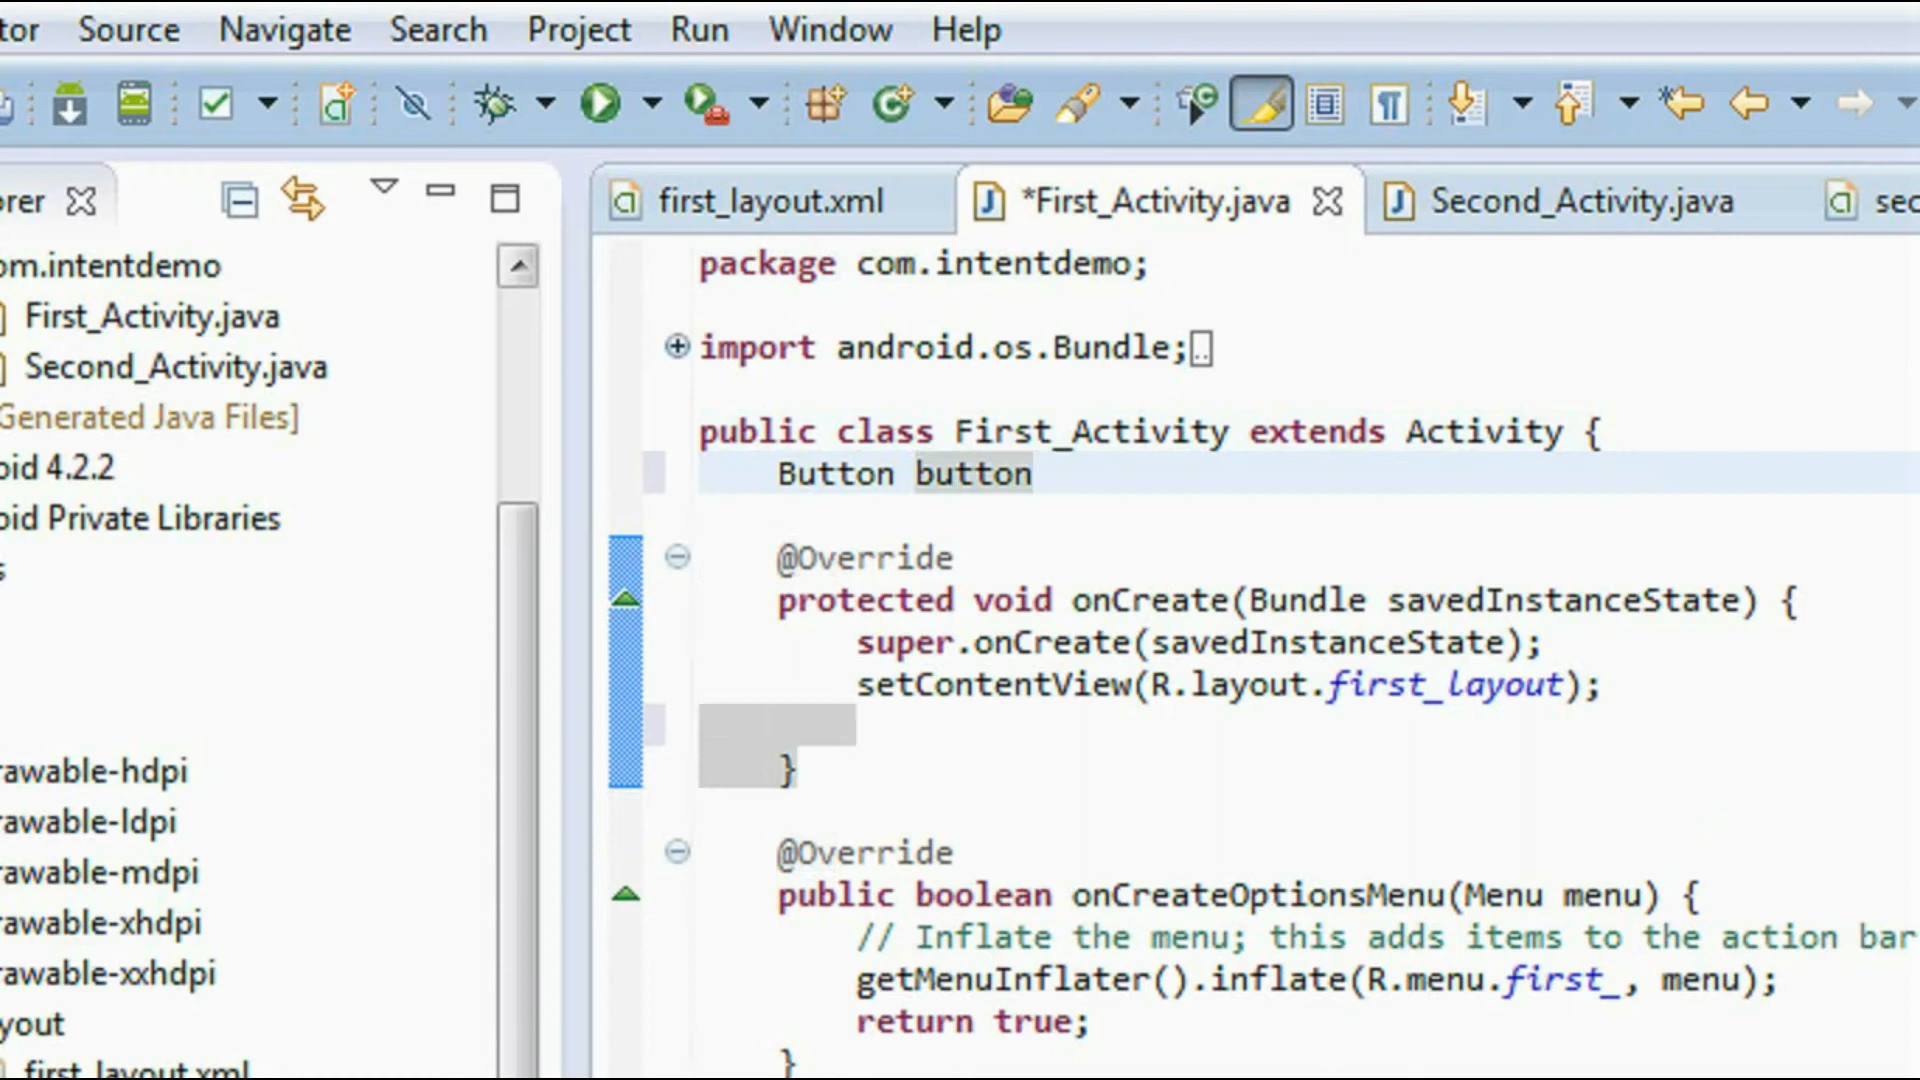 tor Source Navigate Search Project Run Window Help
orer
first_layout.xml
*First_Activity.java
Second_Activity.java
sec
om.intentdemo
First_Activity.java
Second_Activity.java
Generated Java Files]
oid 4.2.2
oid Private Libraries
s
rawable-hdpi
rawable-ldpi
rawable-mdpi
rawable-xhdpi
rawable-xxhdpi
yout
first_layout.xml
package com.intentdemo;
import android.os.Bundle;
public class First_Activity extends Activity {
Button button
@Override
protected void onCreate(Bundle savedInstanceState) {
super.onCreate(savedInstanceState);
setContentView(R.layout.first_layout);
}
@Override
public boolean onCreateOptionsMenu(Menu menu) {
// Inflate the menu; this adds items to the action bar
getMenuInflater().inflate(R.menu.first_, menu);
return true;
}